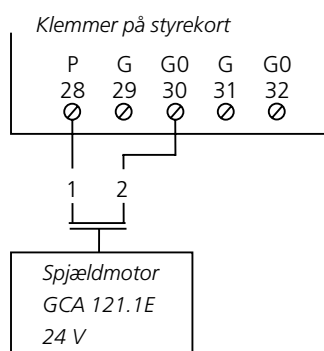 Klemmer på styrekort
P G G0 G G0
28 29 30 31 32
1 2
Spjældmotor
GCA 121.1E
24 V